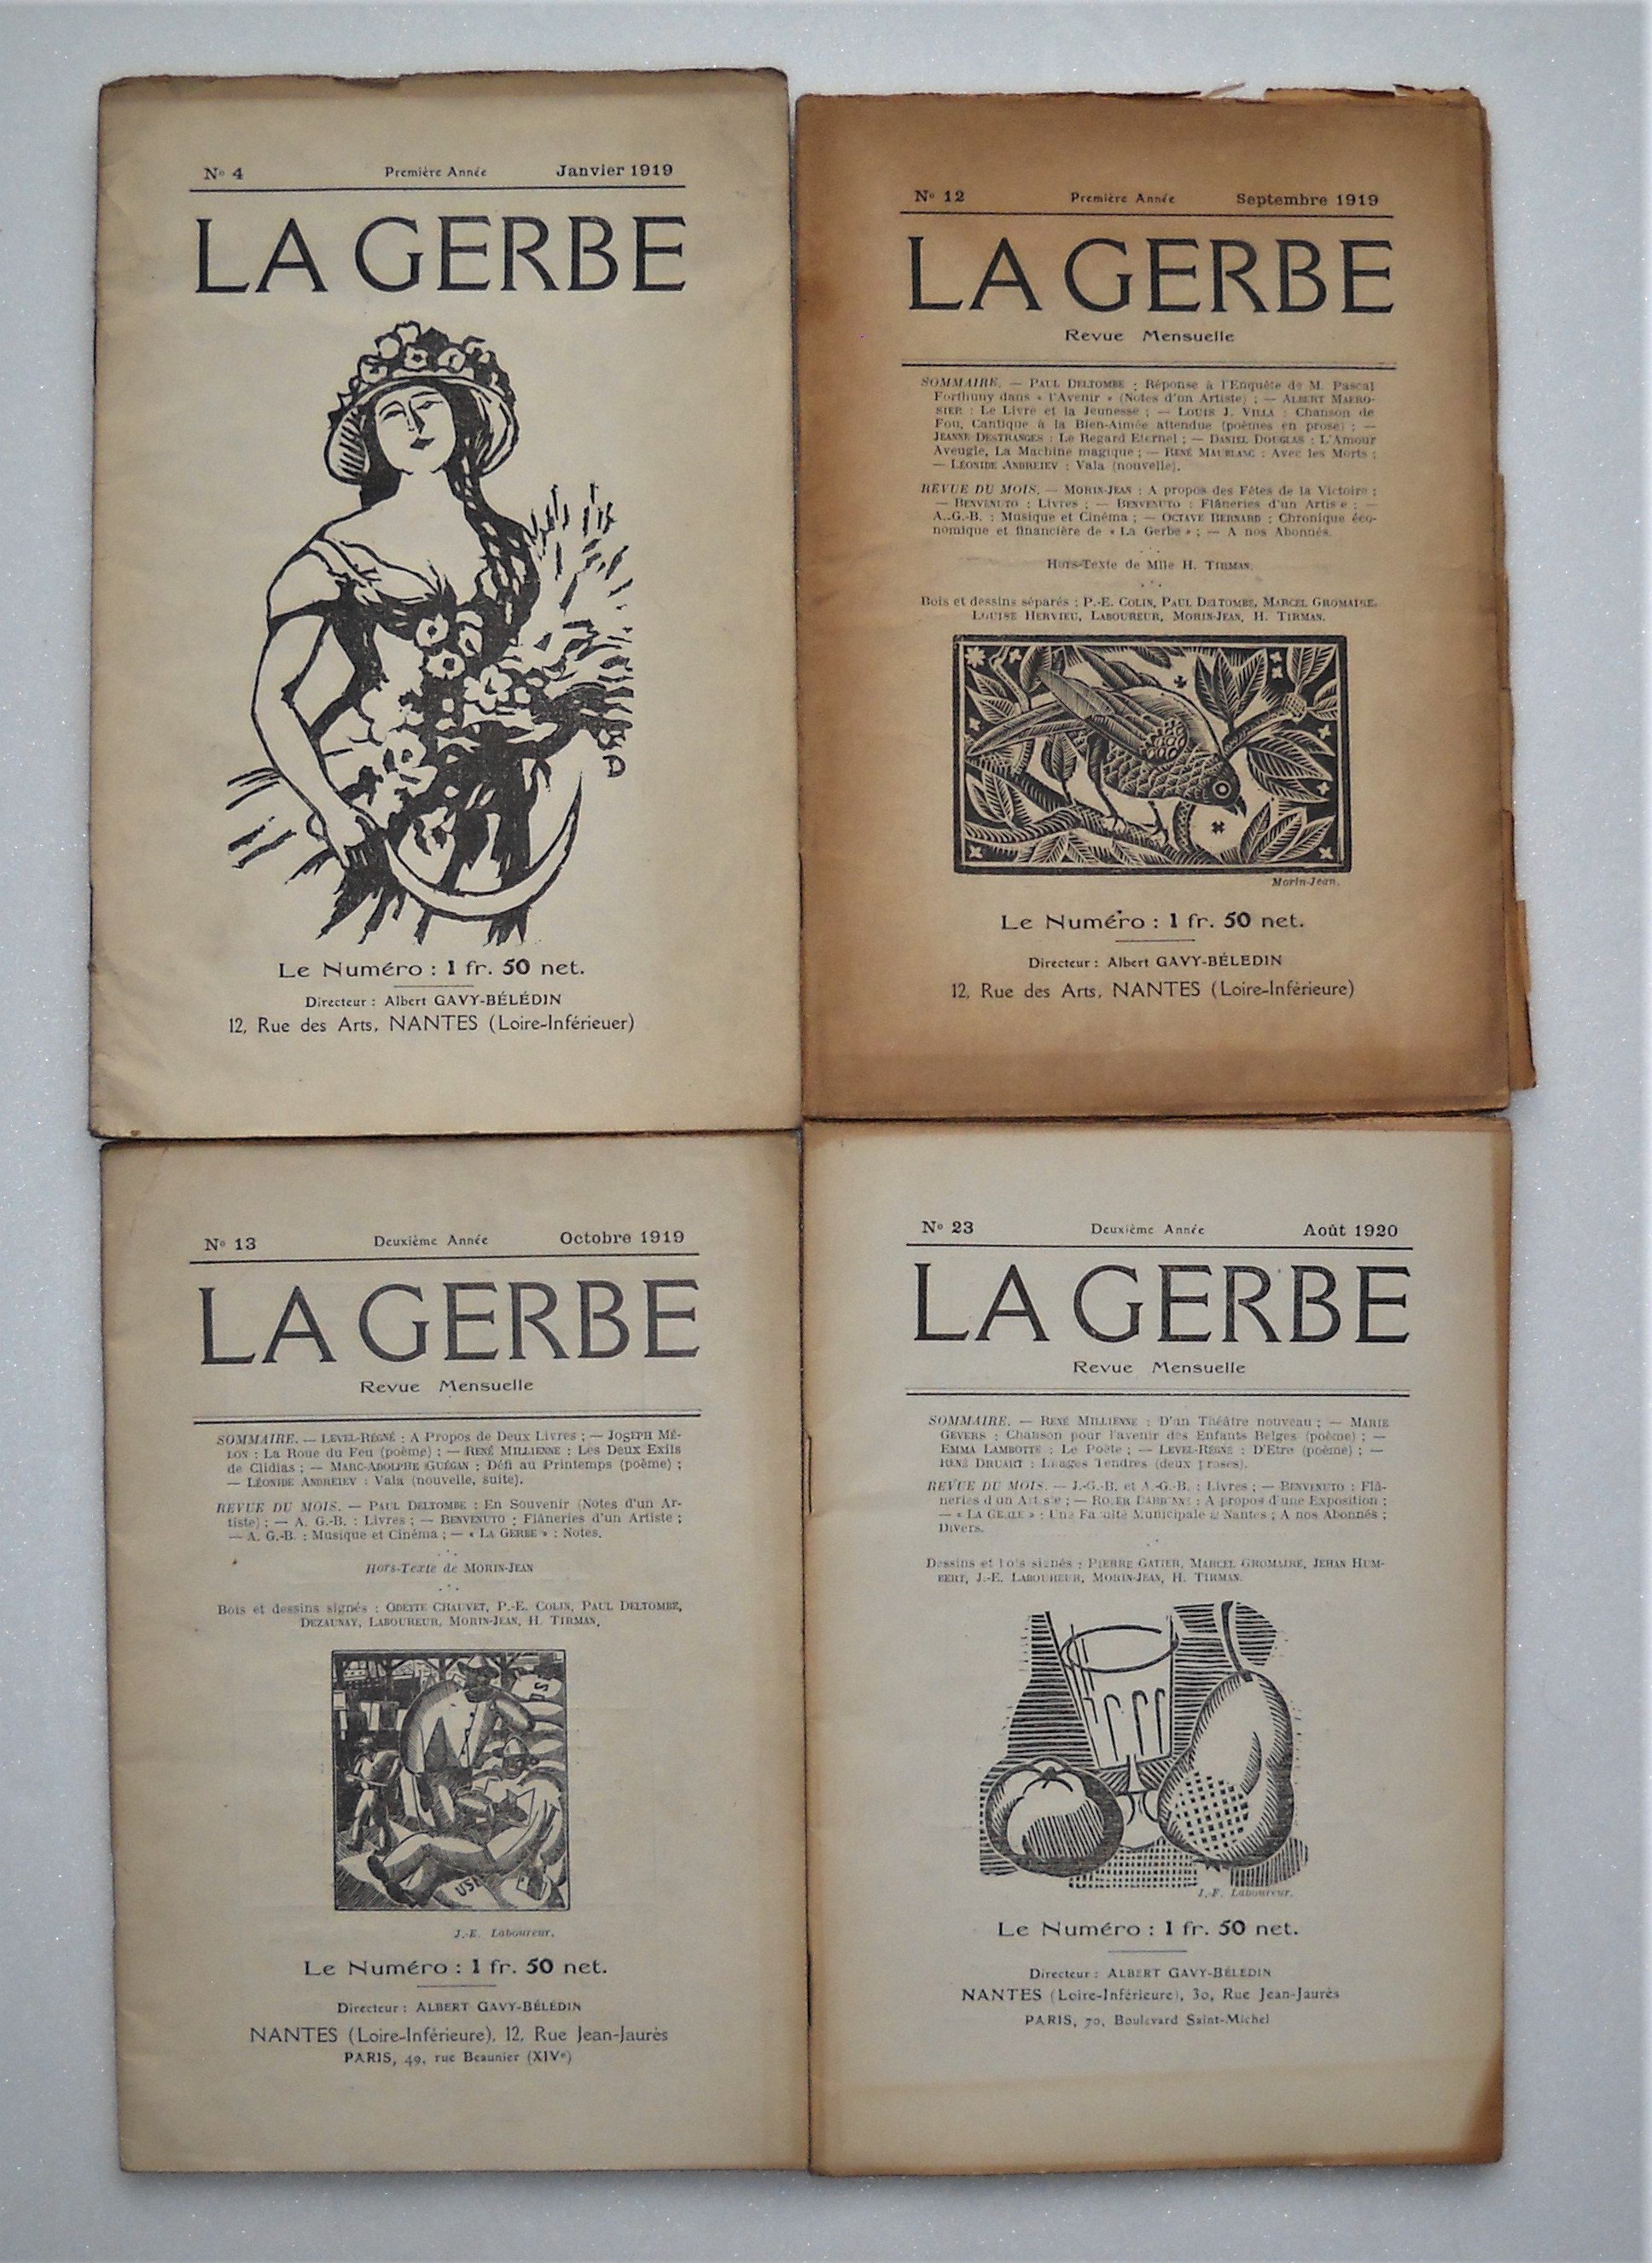 Nº 4 Première Année Janvier 1919
LA GERBE
D
Le Numéro : 1 fr. 50 net.
Directeur : Albert GAVY-BÉLÉDIN
12, Rue des Arts, NANTES (Loire-Inférieuer)
Nº 12 Première Année Septembre 1919
LA GERBE
Revue Mensuelle
SOMMAIRE. — PAUL DELTOMBE : Réponse à l'Enquête de M. Pascal
Forthuny dans « l'Avenir » (Notes d'un Artiste) ; — ALBERT MAERO-
SIER : Le Livre et la Jeunesse ; — LOUIS J. VILLA : Chanson de
Fou, Cantique à la Bien-Aimée attendue (poèmes en prose) ; —
JEANNE DESTRANGES : Le Regard Eternel ; — DANIEL DOUGLAS : L'Amour
Aveugle, La Machine magique ; — RENÉ MAUBLANC : Avec les Morts ;
— LÉONIDE ANDREIEV : Vala (nouvelle).
REVUE DU MOIS. — MORIN-JEAN : A propos des Fêtes de la Victoire ;
— BENVENUTO : Livres ; — BENVENUTO : Flâneries d'un Artis e ; —
A.-G.-B. : Musique et Cinéma ; — OCTAVE BERNARD : Chronique éco-
nomique et financière de « La Gerbe » ; — A nos Abonnés.
Hors-Texte de Mlle H. TIRMAN.
Bois et dessins séparés : P.-E. COLIN, PAUL DELTOMBE, MARCEL GROMAIRE,
LOUISE HERVIEU, LABOUREUR, MORIN-JEAN, H. TIRMAN.
Morin-Jean.
Le Numéro : 1 fr. 50 net.
Directeur : Albert GAVY-BÉLEDIN
12, Rue des Arts, NANTES (Loire-Inférieure)
Nº 13 Deuxième Année Octobre 1919
LA GERBE
Revue Mensuelle
SOMMAIRE. — LEVEL-RÉGNÉ : A Propos de Deux Livres ; — JOSEPH MÉ-
LON : La Roue du Feu (poème) ; — RENÉ MILLIENNE : Les Deux Exils
de Clidias ; — MARC-ADOLPHE GUÉGAN : Défi au Printemps (poème) ;
— LÉONIDE ANDREIEV : Vala (nouvelle, suite).
REVUE DU MOIS. — PAUL DELTOMBE : En Souvenir (Notes d'un Ar-
tiste) ; — A. G.-B. : Livres ; — BENVENUTO : Flâneries d'un Artiste ;
— A. G.-B. : Musique et Cinéma ; — « LA GERBE » : Notes.
Hors-Texte de MORIN-JEAN
Bois et dessins signés : ODETTE CHAUVET, P.-E. COLIN, PAUL DELTOMBE,
DEZAUNAY, LABOUREUR, MORIN-JEAN, H. TIRMAN.
US
USA
J.-E. Laboureur.
Le Numéro : 1 fr. 50 net.
Directeur : ALBERT GAVY-BÉLÉDIN
NANTES (Loire-Inférieure), 12, Rue Jean-Jaurès
PARIS, 49, rue Beaunier (XIVe)
Nº 23 Deuxième Année Août 1920
LA GERBE
Revue Mensuelle
SOMMAIRE. — RENÉ MILLIENNE : D'un Théâtre nouveau ; — MARIE
GEVERS : Chanson pour l'avenir des Enfants Belges (poème) ; —
EMMA LAMBOTTE : Le Poète ; — LEVEL-RÉGNÉ : D'Etre (poème) ; —
RENÉ DRUART : Images Tendres (deux proses).
REVUE DU MOIS. — J.-G.-B. et A.-G.-B. : Livres ; — BENVENUTO : Flâ-
neries d'un Artiste ; — A propos d'une Exposition ;
— « LA GERBE » : Une Faculté Municipale à Nantes ; A nos Abonnés ;
Divers.
Dessins et bois signés : PIERRE GATIER, MARCEL GROMAIRE, JEHAN HUM-
BERT, J.-E. LABOUREUR, MORIN-JEAN, H. TIRMAN.
J.-E. Laboureur.
Le Numéro : 1 fr. 50 net.
Directeur : ALBERT GAVY-BÉLÉDIN
NANTES (Loire-Inférieure), 30, Rue Jean-Jaurès
PARIS, 70, Boulevard Saint-Michel